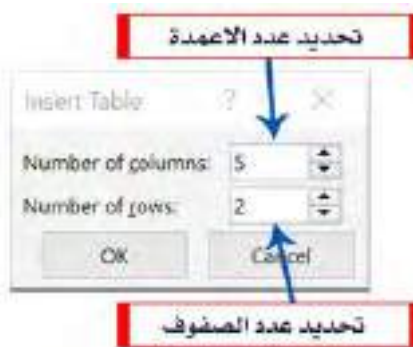 تحديد عدد الاعمدة
Insert Table ? ×
Number of columns: 5
Number of rows: 2
OK Cancel
تحديد عدد الصفوف